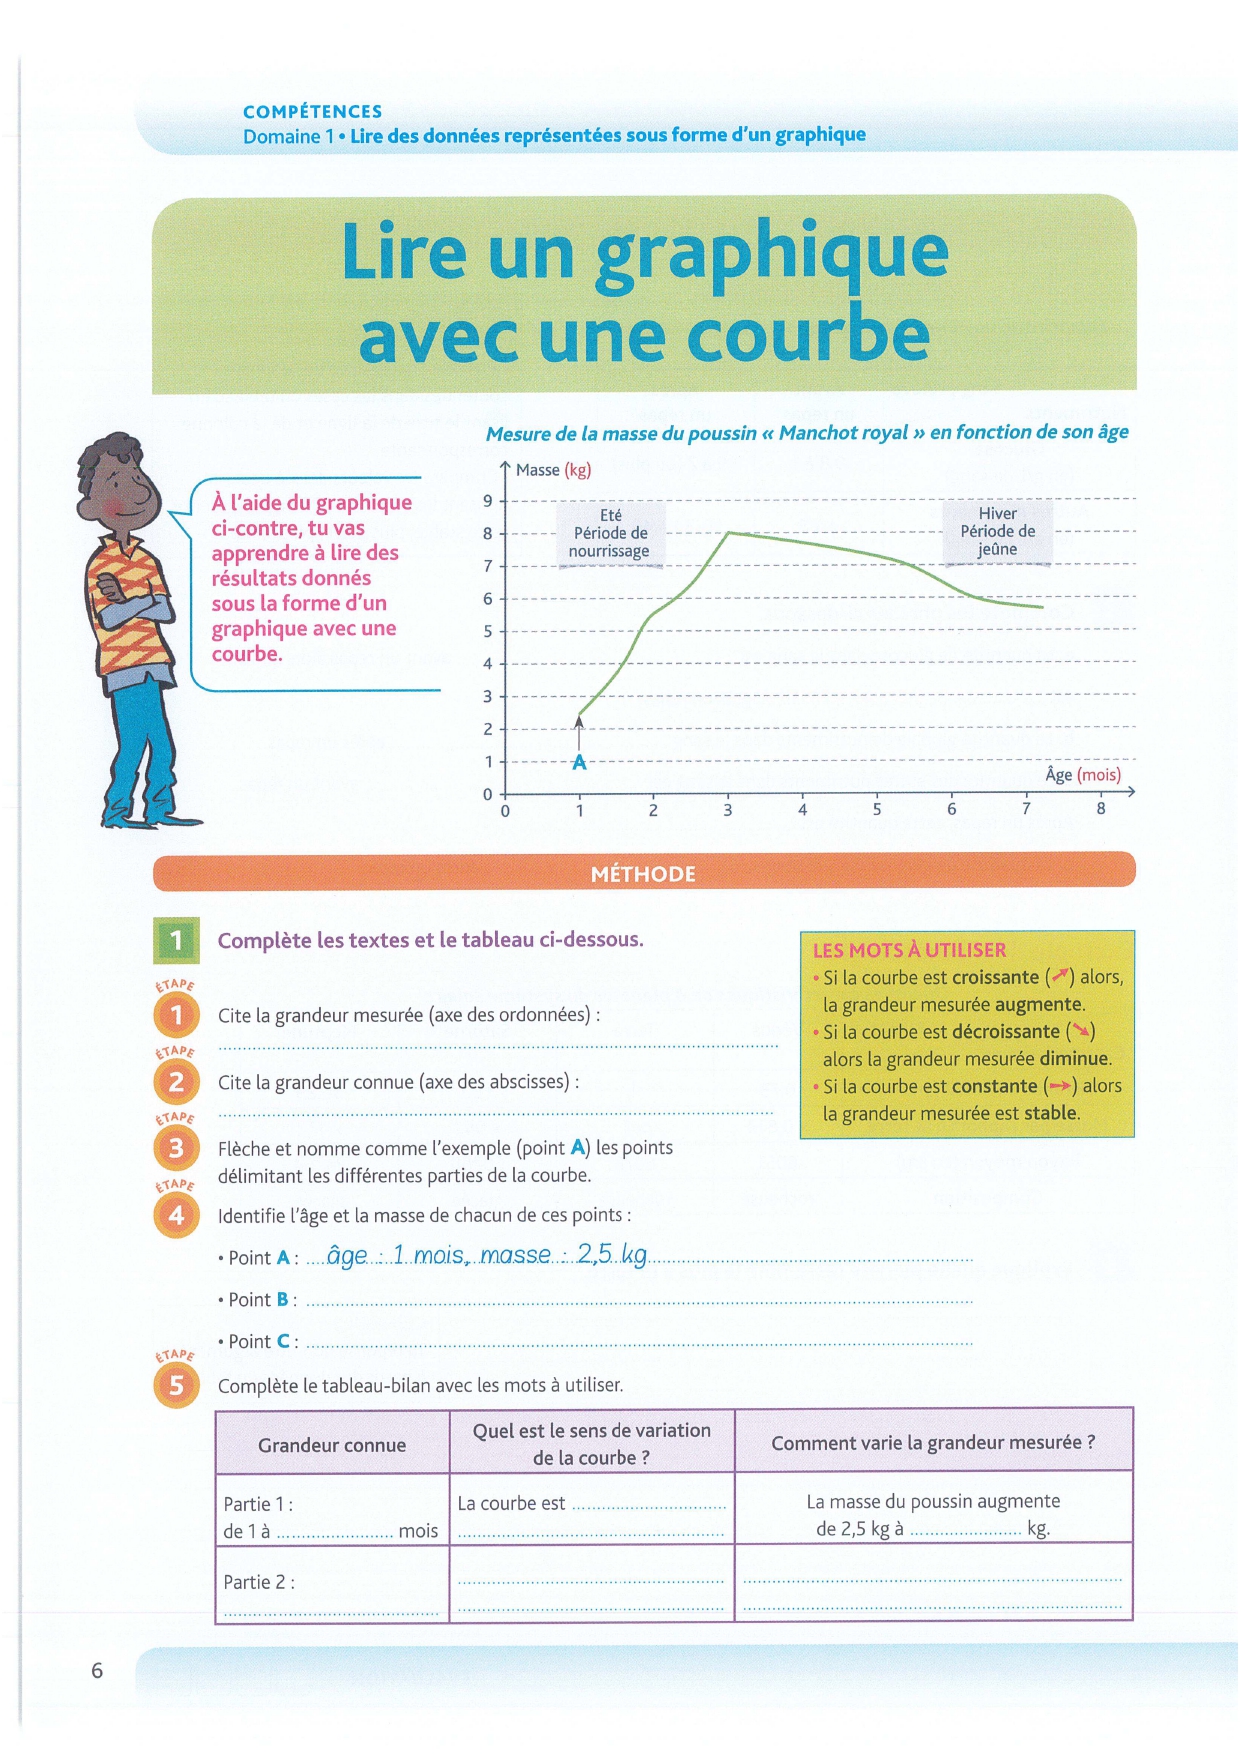 COMPÉTENCES
Domaine 1 • Lire des données représentées sous forme d'un graphique
Lire un graphique
avec une courbe
Mesure de la masse du poussin « Manchot royal » en fonction de son âge
À l'aide du graphique
ci-contre, tu vas
apprendre à lire des
résultats donnés
sous la forme d'un
graphique avec une
courbe.
Masse (kg)
9
8
7
6
5
4
3
2
1
0
Eté
Période de
nourrissage
Hiver
Période de
jeûne
A
Âge (mois)
0 1 2 3 4 5 6 7 8
MÉTHODE
1 Complète les textes et le tableau ci-dessous.
LES MOTS À UTILISER
• Si la courbe est croissante (↗) alors,
la grandeur mesurée augmente.
• Si la courbe est décroissante (↘)
alors la grandeur mesurée diminue.
• Si la courbe est constante (→) alors
la grandeur mesurée est stable.
ÉTAPE
1 Cite la grandeur mesurée (axe des ordonnées) :
ÉTAPE
2 Cite la grandeur connue (axe des abscisses) :
ÉTAPE
3 Flèche et nomme comme l'exemple (point A) les points
délimitant les différentes parties de la courbe.
ÉTAPE
4 Identifie l'âge et la masse de chacun de ces points :
• Point A : âge : 1 mois, masse : 2,5 kg
• Point B :
• Point C :
ÉTAPE
5 Complète le tableau-bilan avec les mots à utiliser.
Grandeur connue
Quel est le sens de variation
de la courbe ?
Comment varie la grandeur mesurée ?
Partie 1 :
de 1 à ........ mois
La courbe est ........
La masse du poussin augmente
de 2,5 kg à ........ kg.
Partie 2 :
6